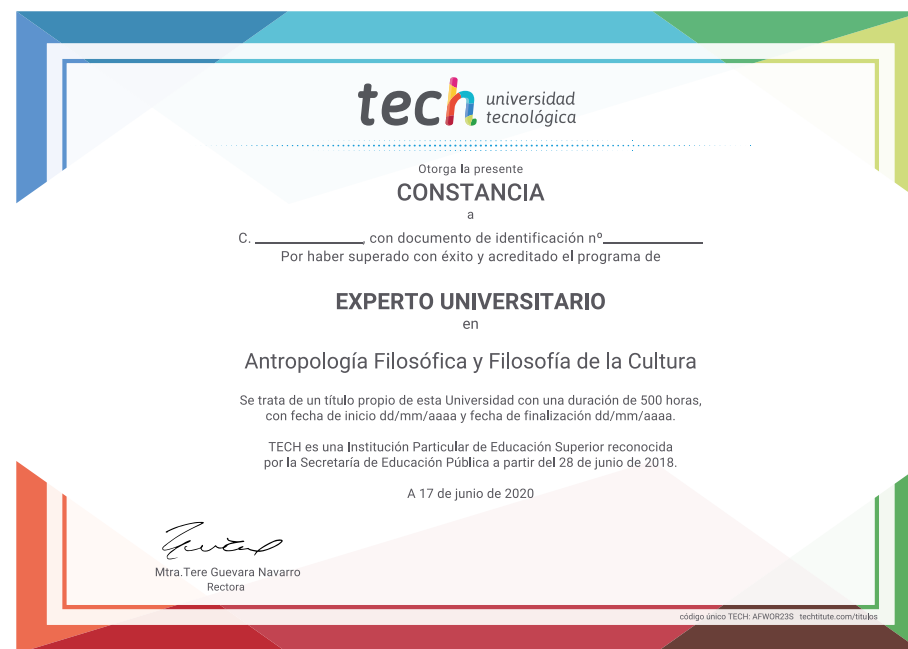 tech universidad
tecnológica
Otorga la presente
CONSTANCIA
a
C. ______________, con documento de identificación nº_____________
Por haber superado con éxito y acreditado el programa de
EXPERTO UNIVERSITARIO
en
Antropología Filosófica y Filosofía de la Cultura
Se trata de un título propio de esta Universidad con una duración de 500 horas,
con fecha de inicio dd/mm/aaaa y fecha de finalización dd/mm/aaaa.
TECH es una Institución Particular de Educación Superior reconocida
por la Secretaría de Educación Pública a partir del 28 de junio de 2018.
A 17 de junio de 2020
Mtra.Tere Guevara Navarro
Rectora
código único TECH: AFWOR23S techtitute.com/titulos